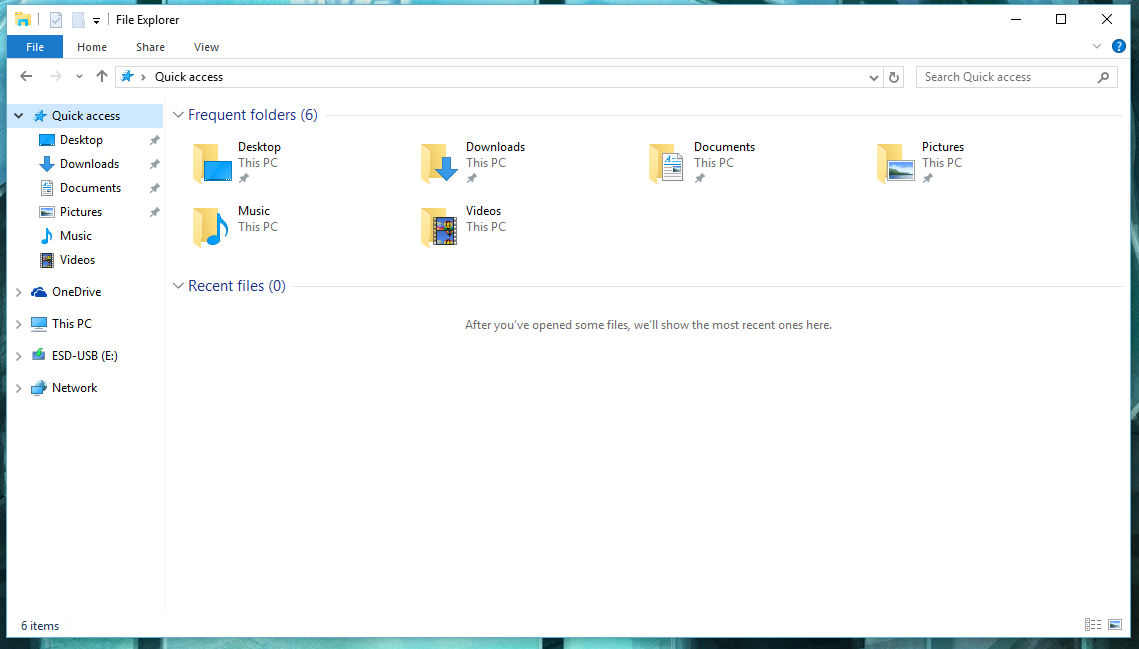 File Explorer
File Home Share View
Quick access
Search Quick access
Quick access
Desktop
Downloads
Documents
Pictures
Music
Videos
OneDrive
This PC
ESD-USB (E:)
Network
Frequent folders (6)
Desktop
This PC
Downloads
This PC
Documents
This PC
Pictures
This PC
Music
This PC
Videos
This PC
Recent files (0)
After you've opened some files, we'll show the most recent ones here.
6 items